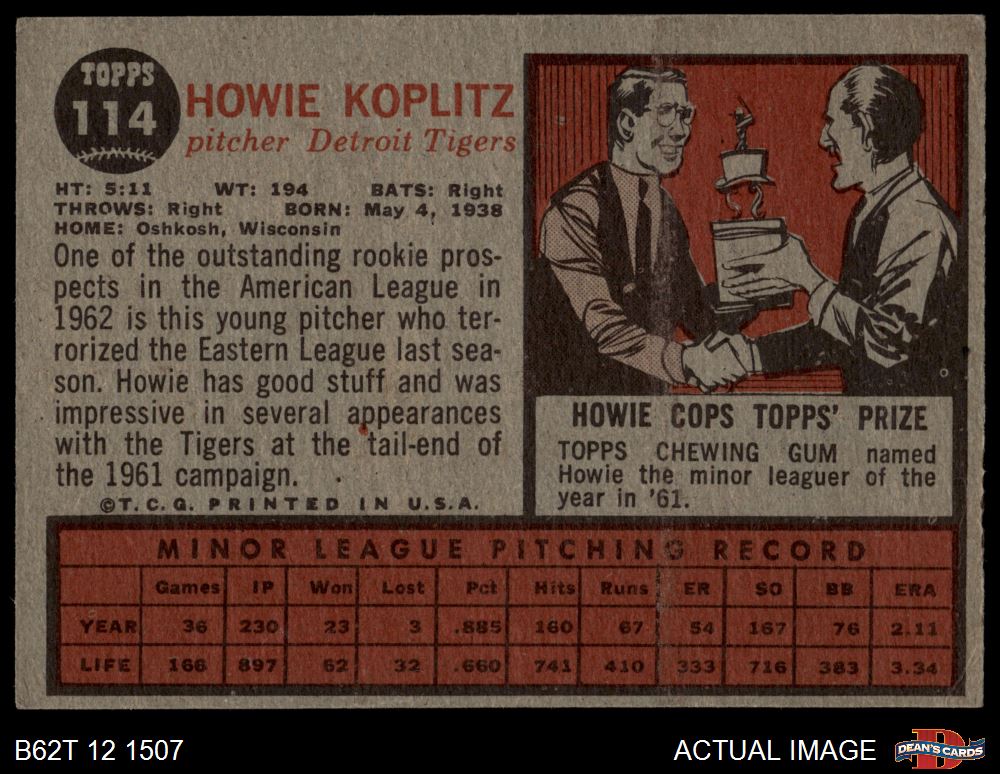 TOPPS
114
HOWIE KOPLITZ
pitcher Detroit Tigers
HT: 5:11 WT: 194 BATS: Right
THROWS: Right BORN: May 4, 1938
HOME: Oshkosh, Wisconsin
One of the outstanding rookie pros-
pects in the American League in
1962 is this young pitcher who ter-
rorized the Eastern League last sea-
son. Howie has good stuff and was
impressive in several appearances
with the Tigers at the tail-end of
the 1961 campaign.
©T.C.G. PRINTED IN U.S.A.
HOWIE COPS TOPPS' PRIZE
TOPPS CHEWING GUM named
Howie the minor leaguer of the
year in '61.
MINOR LEAGUE PITCHING RECORD
Games IP Won Lost Pct Hits Runs ER SO BB ERA
YEAR 36 230 23 3 .885 160 67 54 167 76 2.11
LIFE 166 897 62 32 .660 741 410 333 716 383 3.34
B62T 12 1507
ACTUAL IMAGE
DEAN'S CARDS